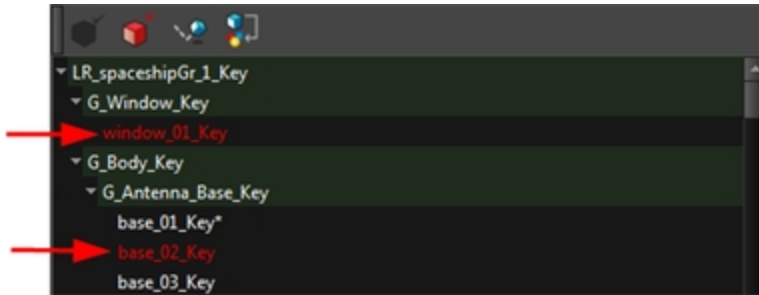 LR_spaceshipGr_1_Key
G_Window_Key
window_01_Key
G_Body_Key
G_Antenna_Base_Key
base_01_Key*
base_02_Key
base_03_Key